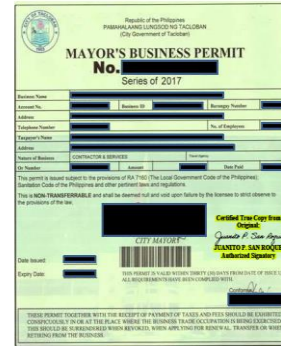 Republic of the Philippines
PAMAHALAANG LUNGSOD NG TACLOBAN
(City Government of Tacloban)
MAYOR'S BUSINESS PERMIT
No.
Series of 2017
Business Name
Account No. Business ID Barangay Number
Address
Telephone Number No. of Employees
Taxpayer's Name
Address
Nature of Business CONTRACTOR & SERVICES
Or Number Amount Date Paid
This permit is issued subject to the provisions of RA 7160 (The Local Government Code of the Philippines),
Sanitation Code of the Philippines and other pertinent laws and regulations.
This is NON-TRANSFERRABLE and shall be deemed null and void upon failure by the licensee to strictly observe to
the provisions of the law.
Certified True Copy from
Original:
CITY MAYOR
JUANITO P. SAN ROQUE
Authorized Signatory
Date Issued:
Expiry Date:
THIS PERMIT IS VALID WITHIN THIRTY (30) DAYS FROM DATE OF ISSUE
ALL REQUIREMENTS HAVE BEEN COMPLIED WITH.
THESE PERMIT TOGETHER WITH THE RECEIPT OF PAYMENT OF TAXES AND FEES SHOULD BE EXHIBITED
CONSPICUOUSLY IN OR AT THE PLACE WHERE THE BUSINESS TRADE OCCUPATION IS BEING EXERCISED
THIS SHOULD BE SURRENDERED WHEN REVOKED, WHEN APPLYING FOR RENEWAL, TRANSFER OR WHEN
RETIRING FROM THE BUSINESS.